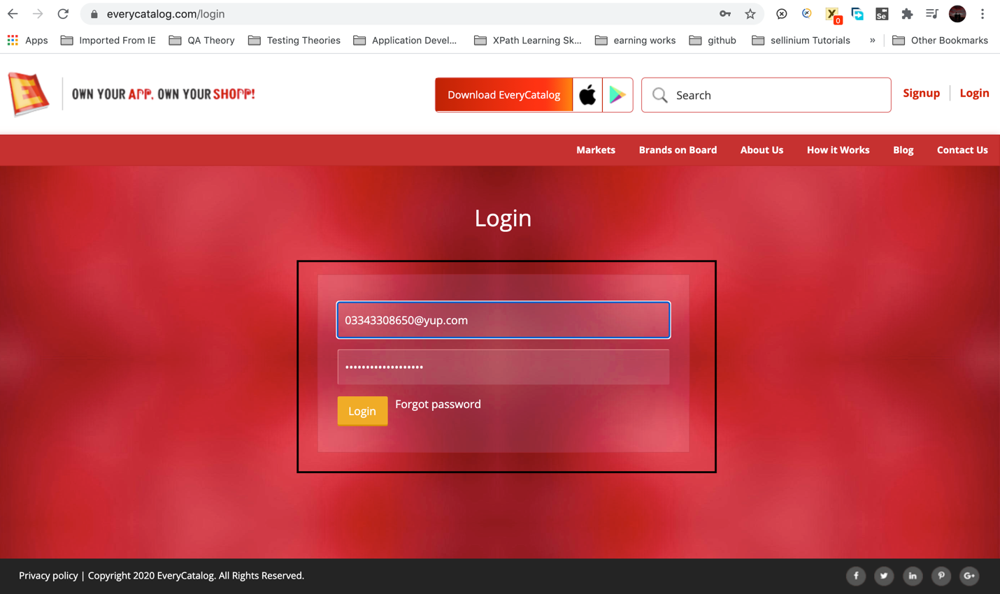 everycatalog.com/login
0
Se
Apps Imported From IE QA Theory Testing Theories Application Devel... XPath Learning Sk... earning works github sellinium Tutorials » Other Bookmarks
E OWN YOUR APP, OWN YOUR SHOPP!
Download EveryCatalog
Search
Signup Login
Markets Brands on Board About Us How it Works Blog Contact Us
Login
03343308650@yup.com
•••••••••••••••••••
Login Forgot password
Privacy policy | Copyright 2020 EveryCatalog. All Rights Reserved.